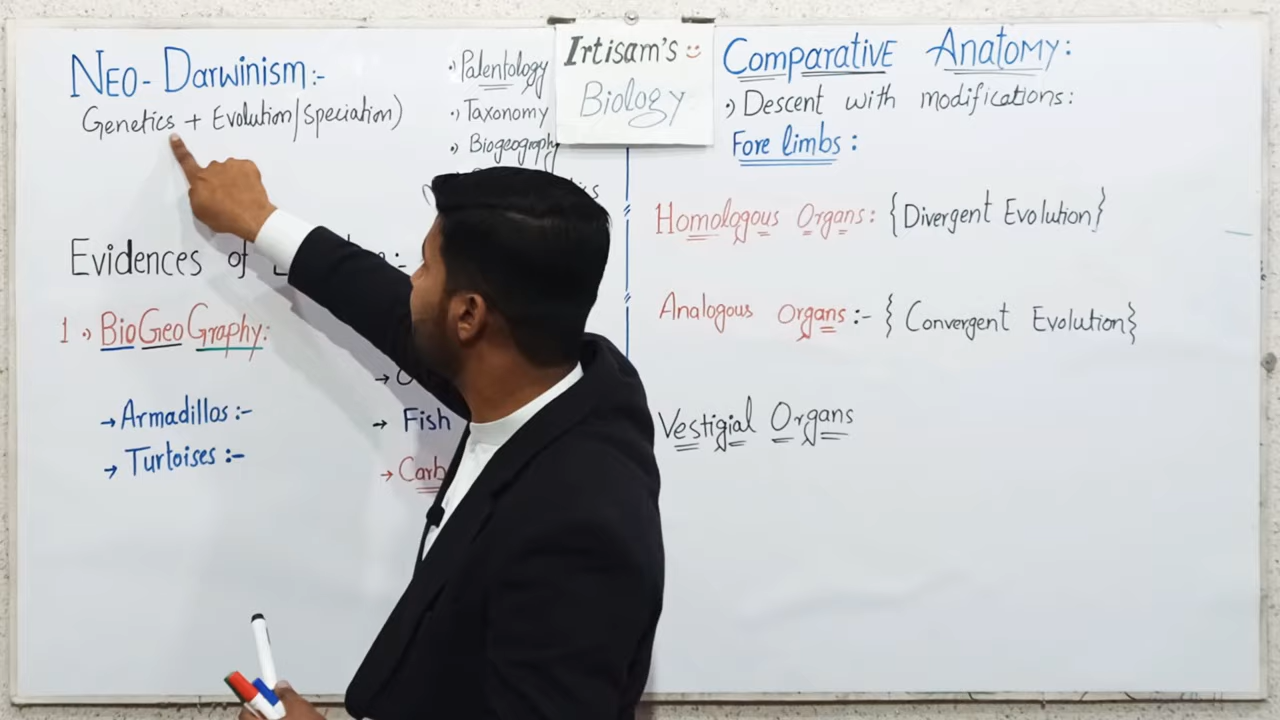 NEO-DARWINISM:-
Genetics + Evolution/Speciation)
•) Palentology
•) Taxonomy
•) Biogeography
Evidences of
1 •) BioGeoGraphy:
→ Armadillos :-
→ Turtoises :-
→ Fish
Irtisam's
Biology
COMPARATIVE ANATOMY:
•) Descent with modifications:
Fore limbs :
Homologous Organs: {Divergent Evolution}
Analogous Organs :- { Convergent Evolution}
Vestigial Organs